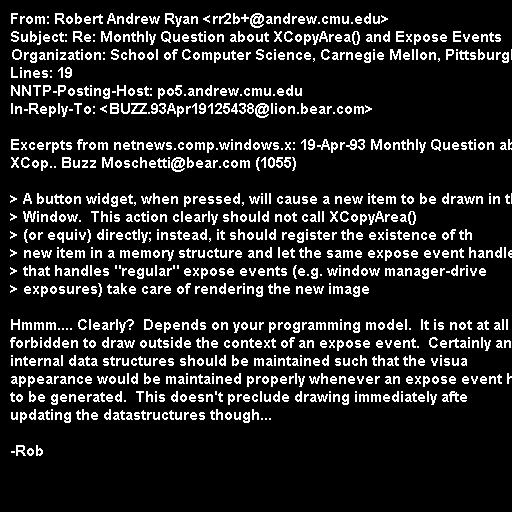 From: Robert Andrew Ryan <rr2b+@andrew.cmu.edu>
Subject: Re: Monthly Question about XCopyArea() and Expose Events
Organization: School of Computer Science, Carnegie Mellon, Pittsburgh
Lines: 19
NNTP-Posting-Host: po5.andrew.cmu.edu
In-Reply-To: <BUZZ.93Apr19125438@lion.bear.com>

Excerpts from netnews.comp.windows.x: 19-Apr-93 Monthly Question ab
XCop.. Buzz Moschetti@bear.com (1055)

> A button widget, when pressed, will cause a new item to be drawn in th
> Window.  This action clearly should not call XCopyArea()
> (or equiv) directly; instead, it should register the existence of th
> new item in a memory structure and let the same expose event handle
> that handles "regular" expose events (e.g. window manager-drive
> exposures) take care of rendering the new image

Hmmm.... Clearly?  Depends on your programming model.  It is not at all
forbidden to draw outside the context of an expose event.  Certainly an
internal data structures should be maintained such that the visua
appearance would be maintained properly whenever an expose event h
to be generated.  This doesn't preclude drawing immediately afte
updating the datastructures though...

-Rob